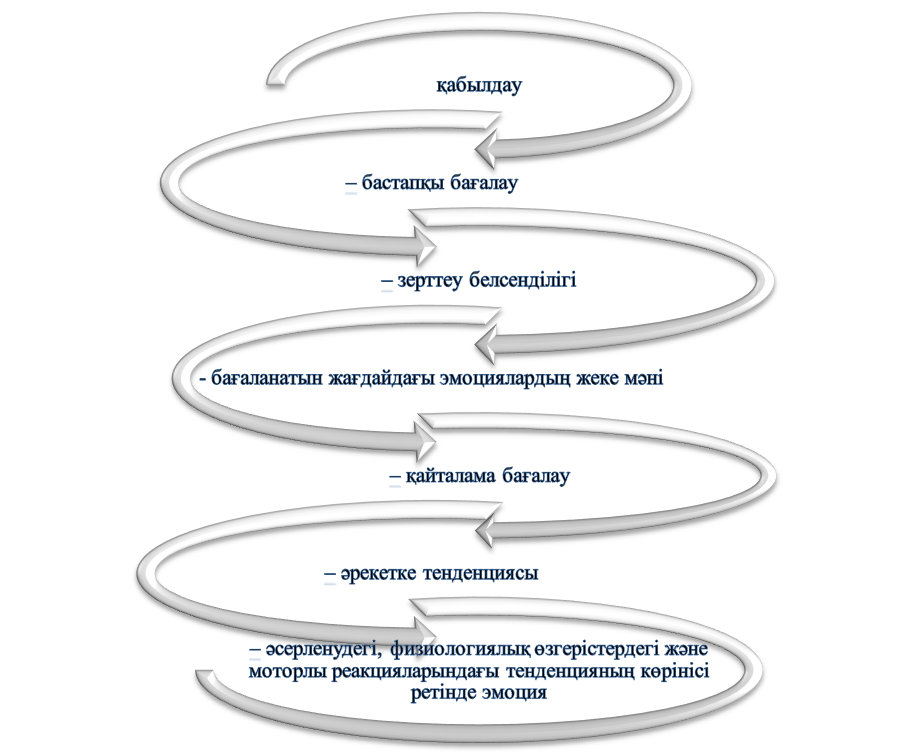 қабылдау
– бастапқы бағалау
– зерттеу белсенділігі
- бағаланатын жағдайдағы эмоциялардың жеке мәні
– қайталама бағалау
– әрекетке тенденциясы
– әсерленудегі, физиологиялық өзгерістердегі және
моторлы реакцияларындағы тенденцияның көрінісі
ретінде эмоция